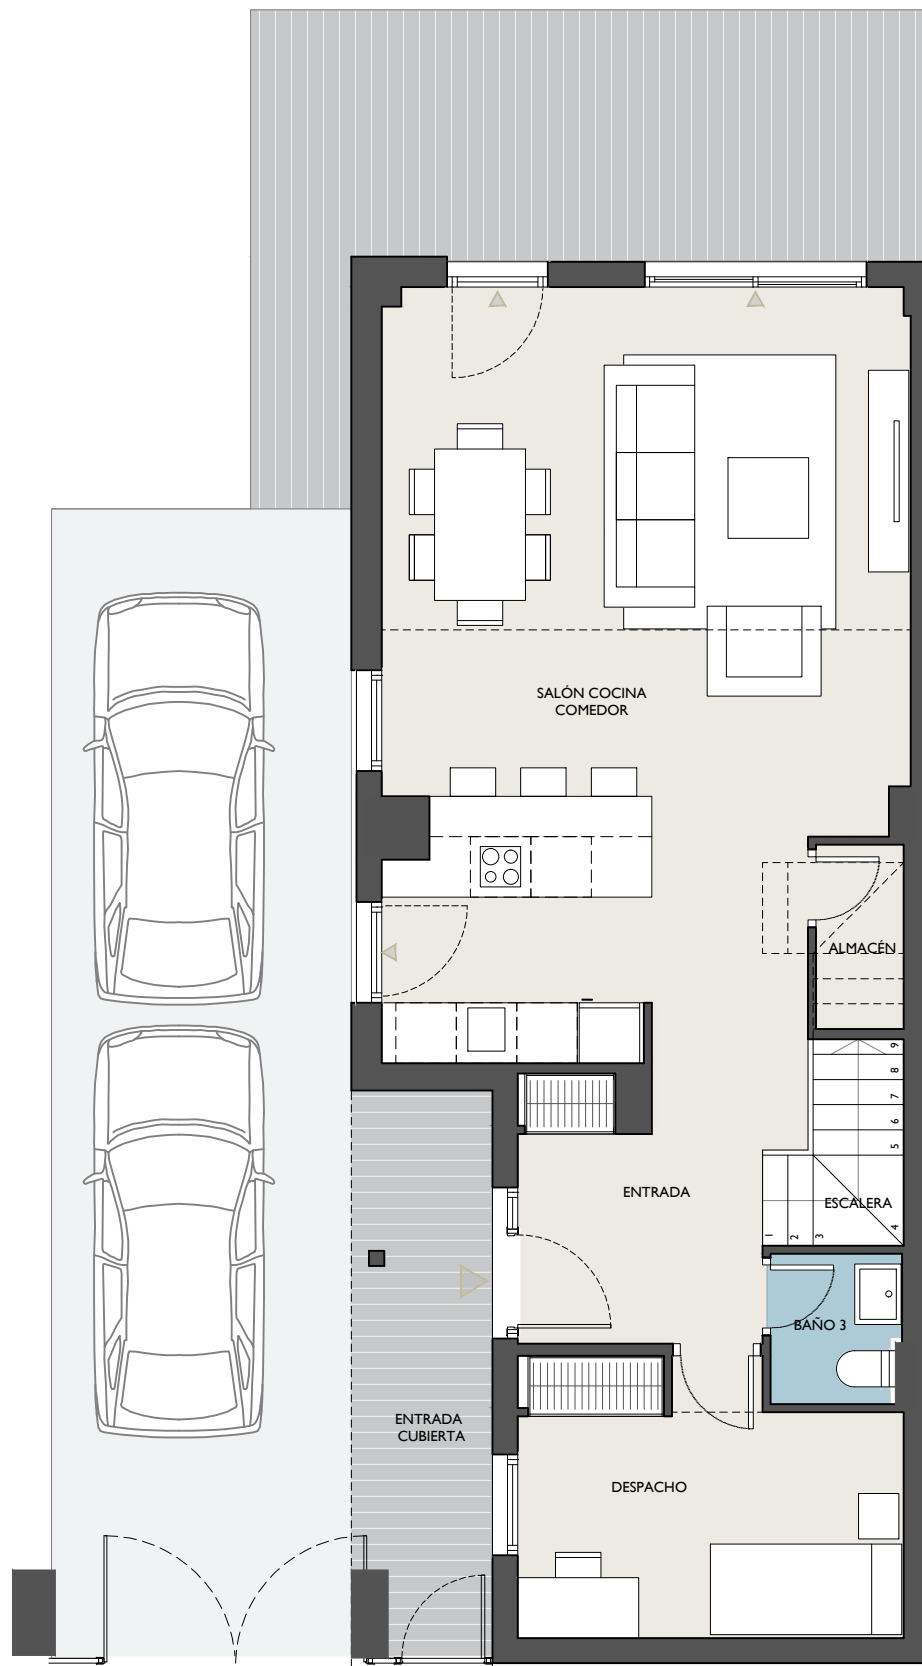 SALÓN COCINA
COMEDOR
ALMACÉN
9
8
7
6
5
ENTRADA
ESCALERA
1
2
3
4
BAÑO 3
ENTRADA
CUBIERTA
DESPACHO